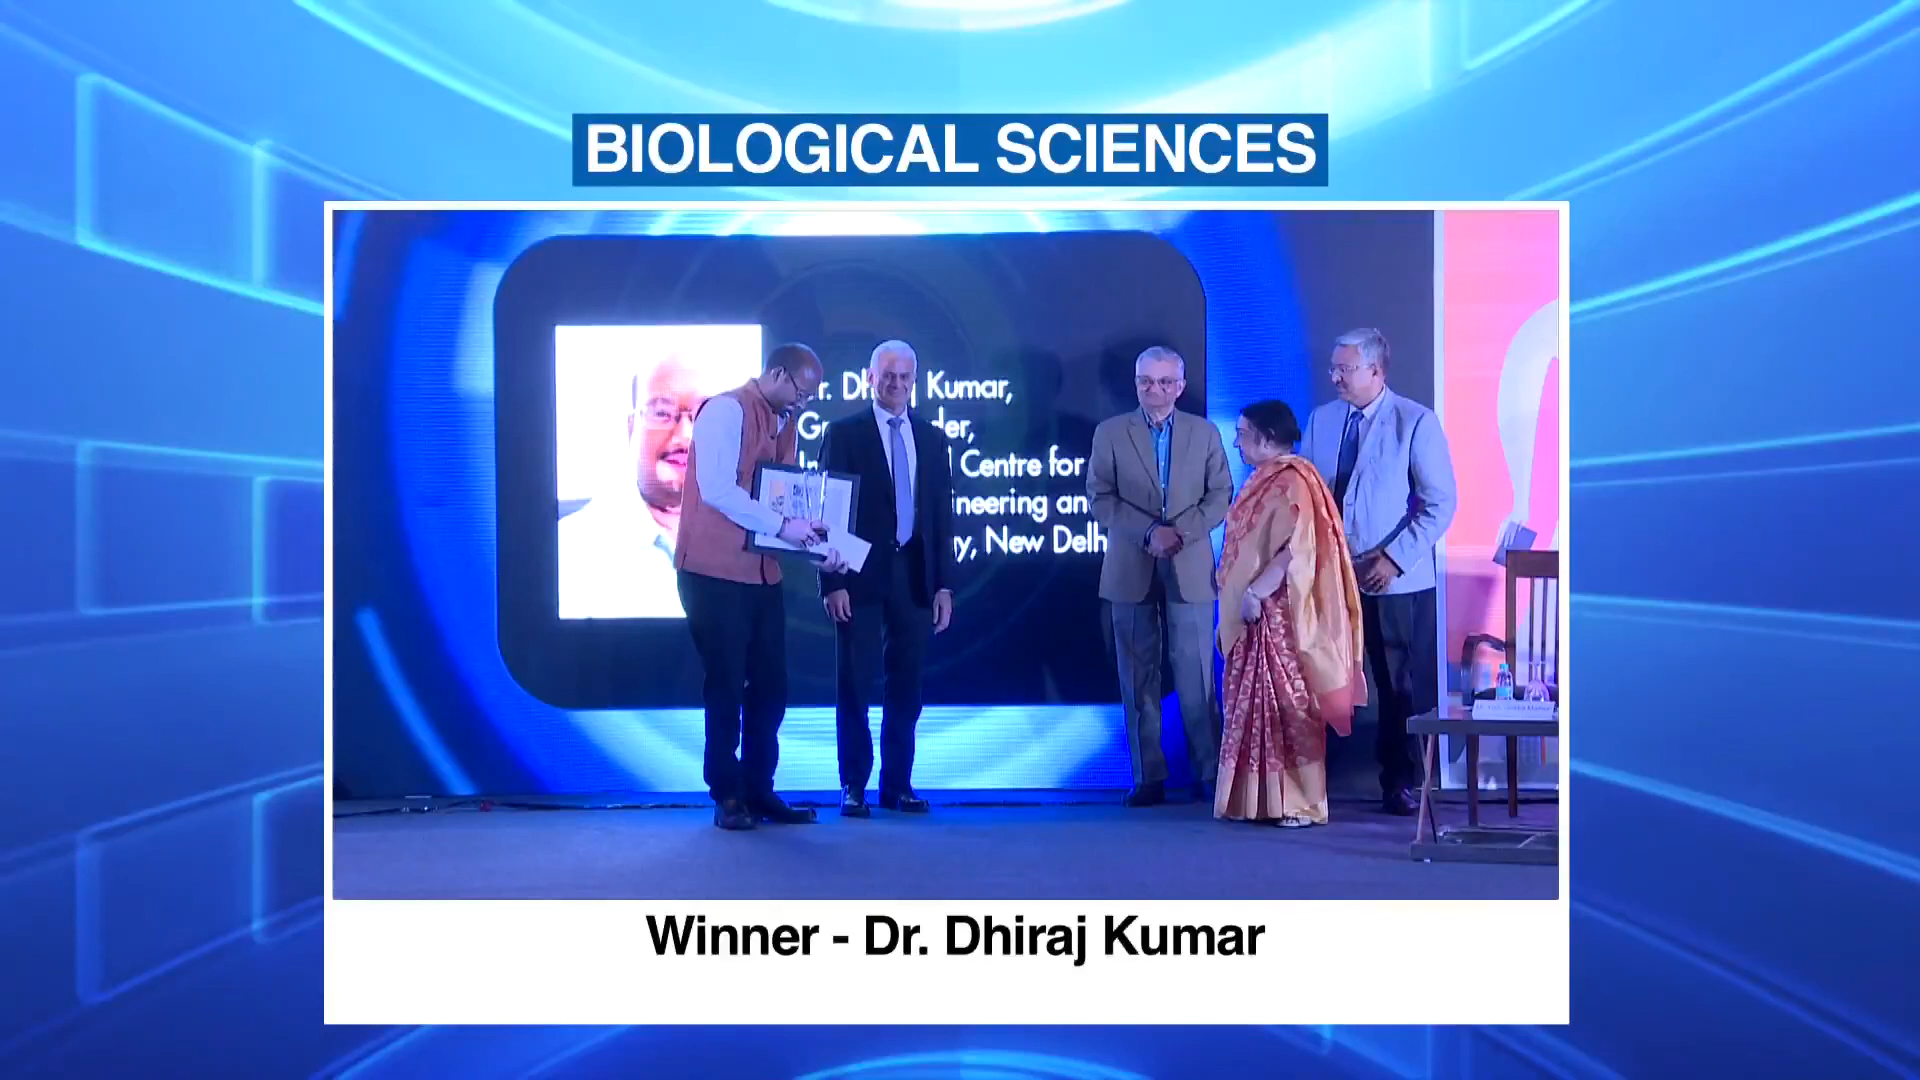 BIOLOGICAL SCIENCES
Kumar,
Centre for
New Delh
Winner - Dr. Dhiraj Kumar